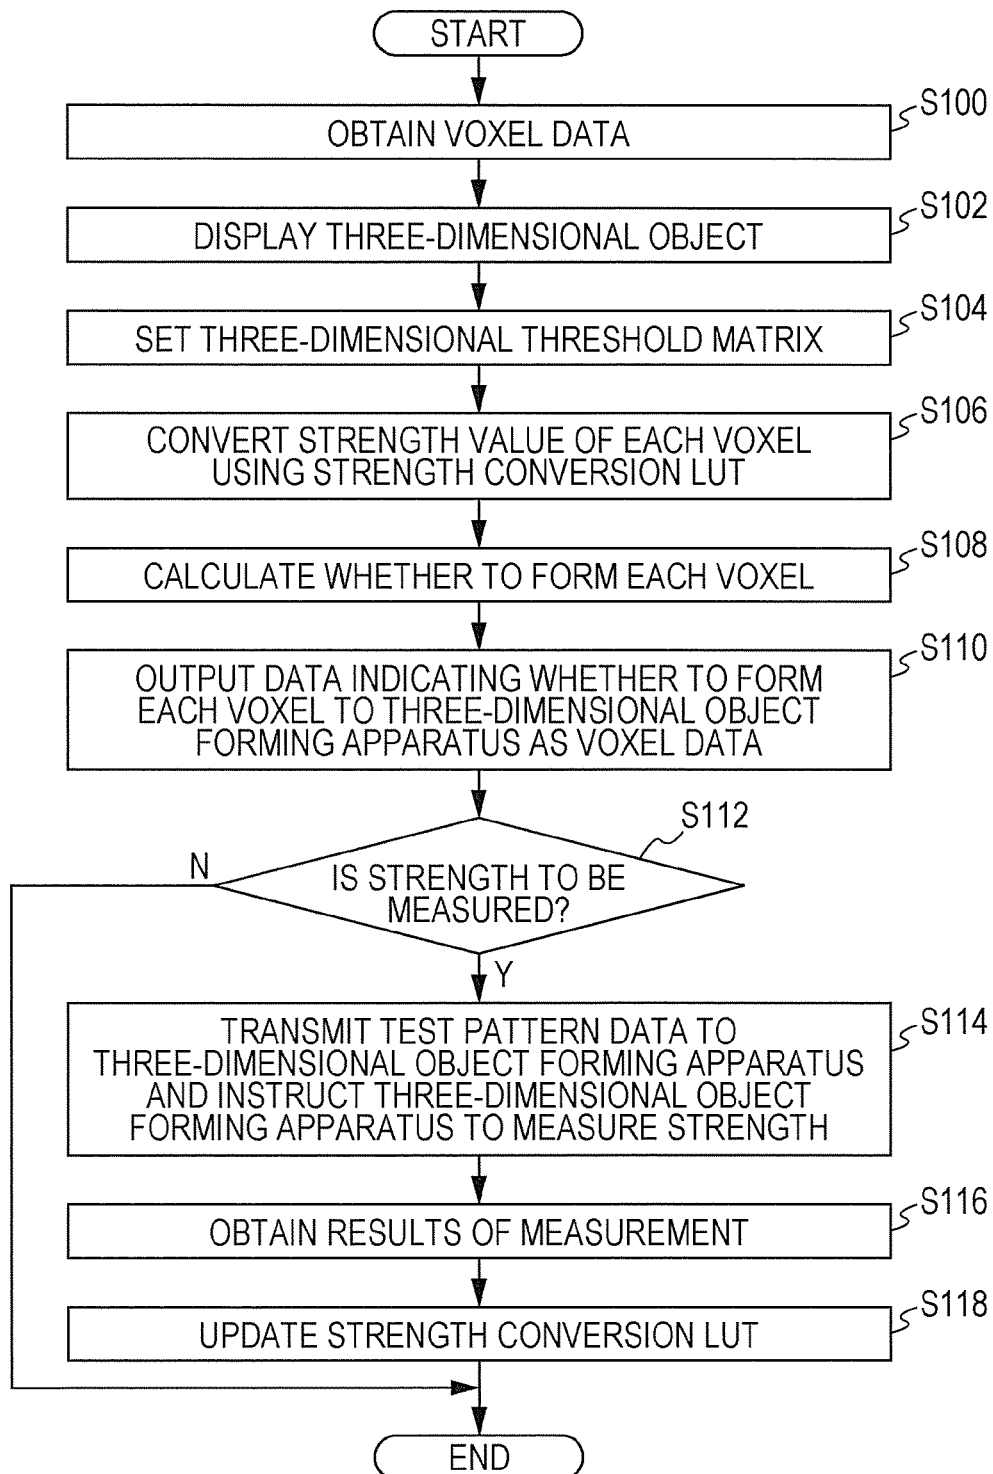 START
S100
OBTAIN VOXEL DATA
S102
DISPLAY THREE-DIMENSIONAL OBJECT
S104
SET THREE-DIMENSIONAL THRESHOLD MATRIX
S106
CONVERT STRENGTH VALUE OF EACH VOXEL
USING STRENGTH CONVERSION LUT
S108
CALCULATE WHETHER TO FORM EACH VOXEL
S110
OUTPUT DATA INDICATING WHETHER TO FORM
EACH VOXEL TO THREE-DIMENSIONAL OBJECT
FORMING APPARATUS AS VOXEL DATA
S112
N
IS STRENGTH TO BE
MEASURED?
Y
S114
TRANSMIT TEST PATTERN DATA TO
THREE-DIMENSIONAL OBJECT FORMING APPARATUS
AND INSTRUCT THREE-DIMENSIONAL OBJECT
FORMING APPARATUS TO MEASURE STRENGTH
S116
OBTAIN RESULTS OF MEASUREMENT
S118
UPDATE STRENGTH CONVERSION LUT
END